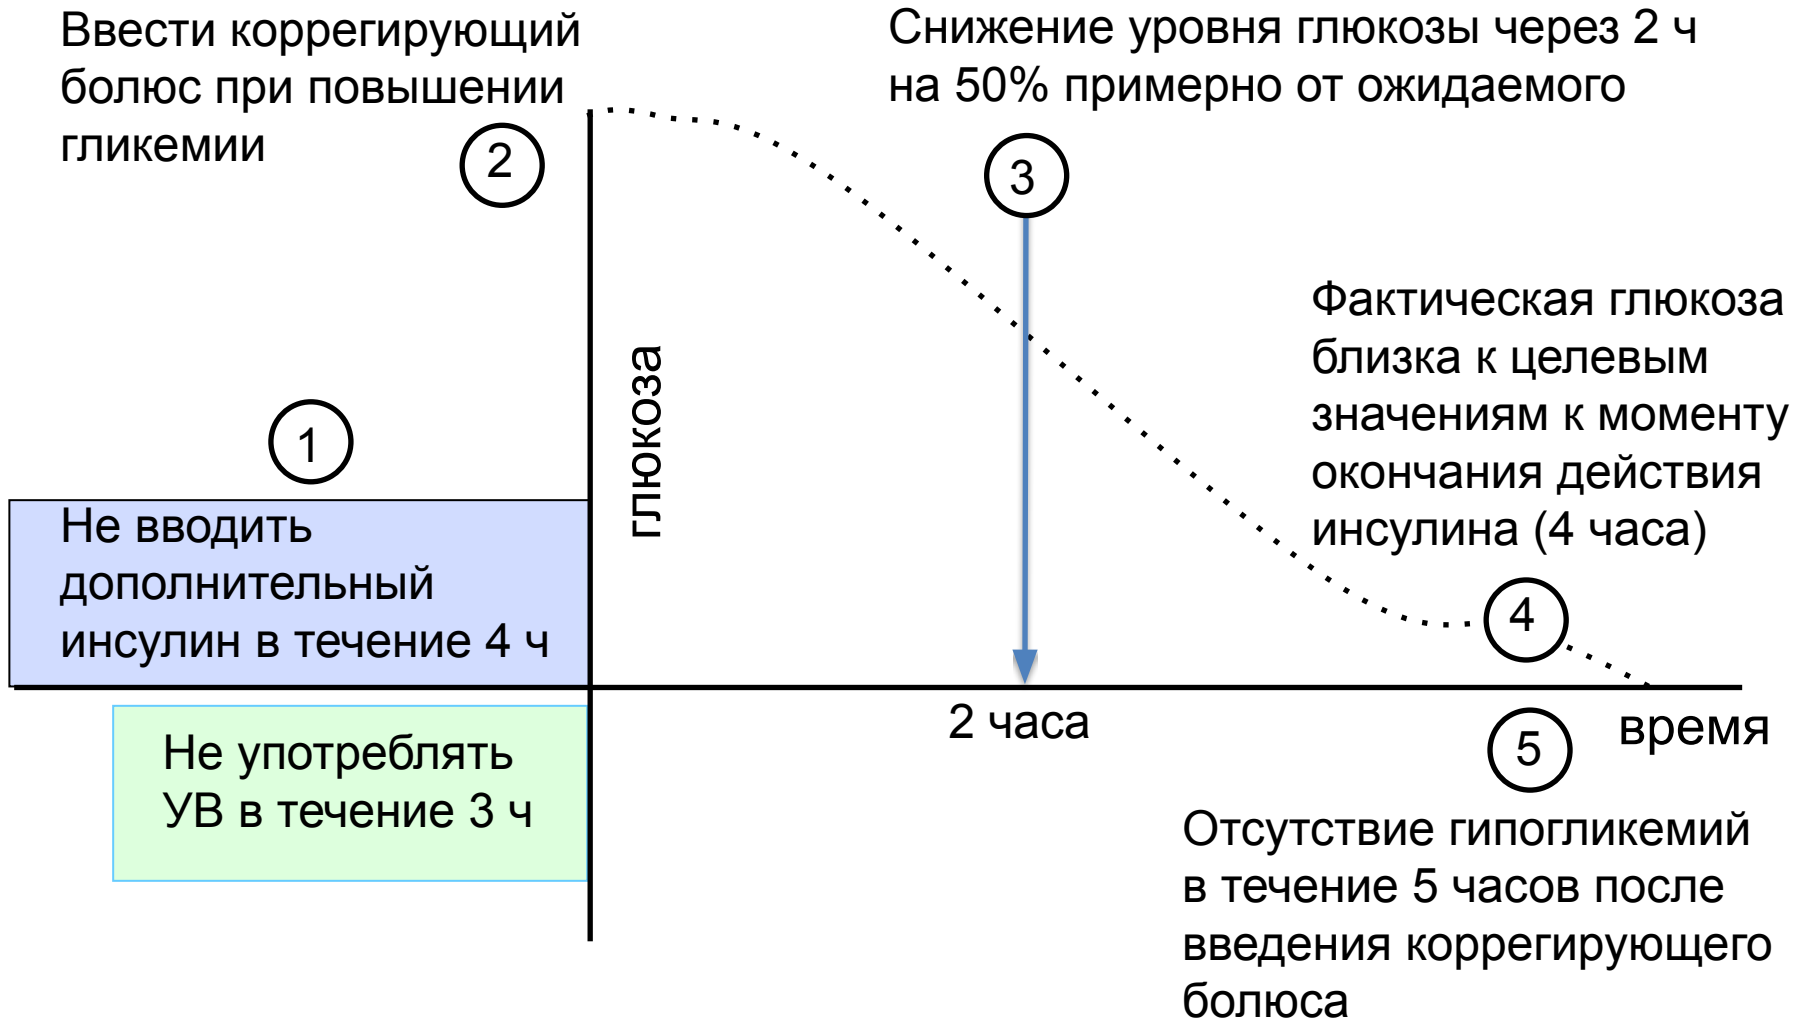 Ввести коррегирующий
болюс при повышении
гликемии
2
Снижение уровня глюкозы через 2 ч
на 50% примерно от ожидаемого
3
Фактическая глюкоза
близка к целевым
значениям к моменту
окончания действия
инсулина (4 часа)
4
глюкоза
1
Не вводить
дополнительный
инсулин в течение 4 ч
Не употреблять
УВ в течение 3 ч
2 часа
время
5
Отсутствие гипогликемий
в течение 5 часов после
введения коррегирующего
болюса